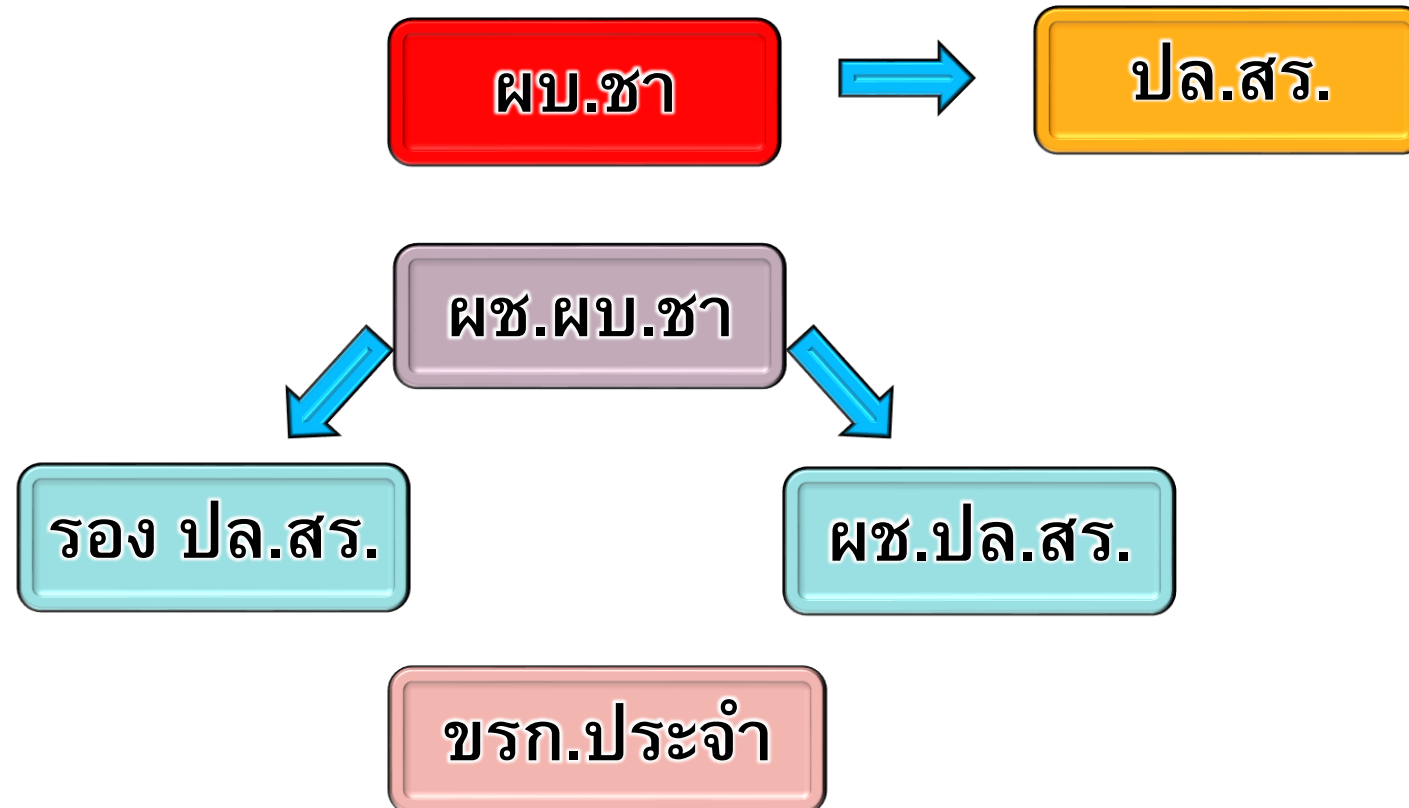 ผบ.ชา
ปล.สร.
ผช.ผบ.ชา
รอง ปล.สร.
ผช.ปล.สร.
ขรก.ประจำ